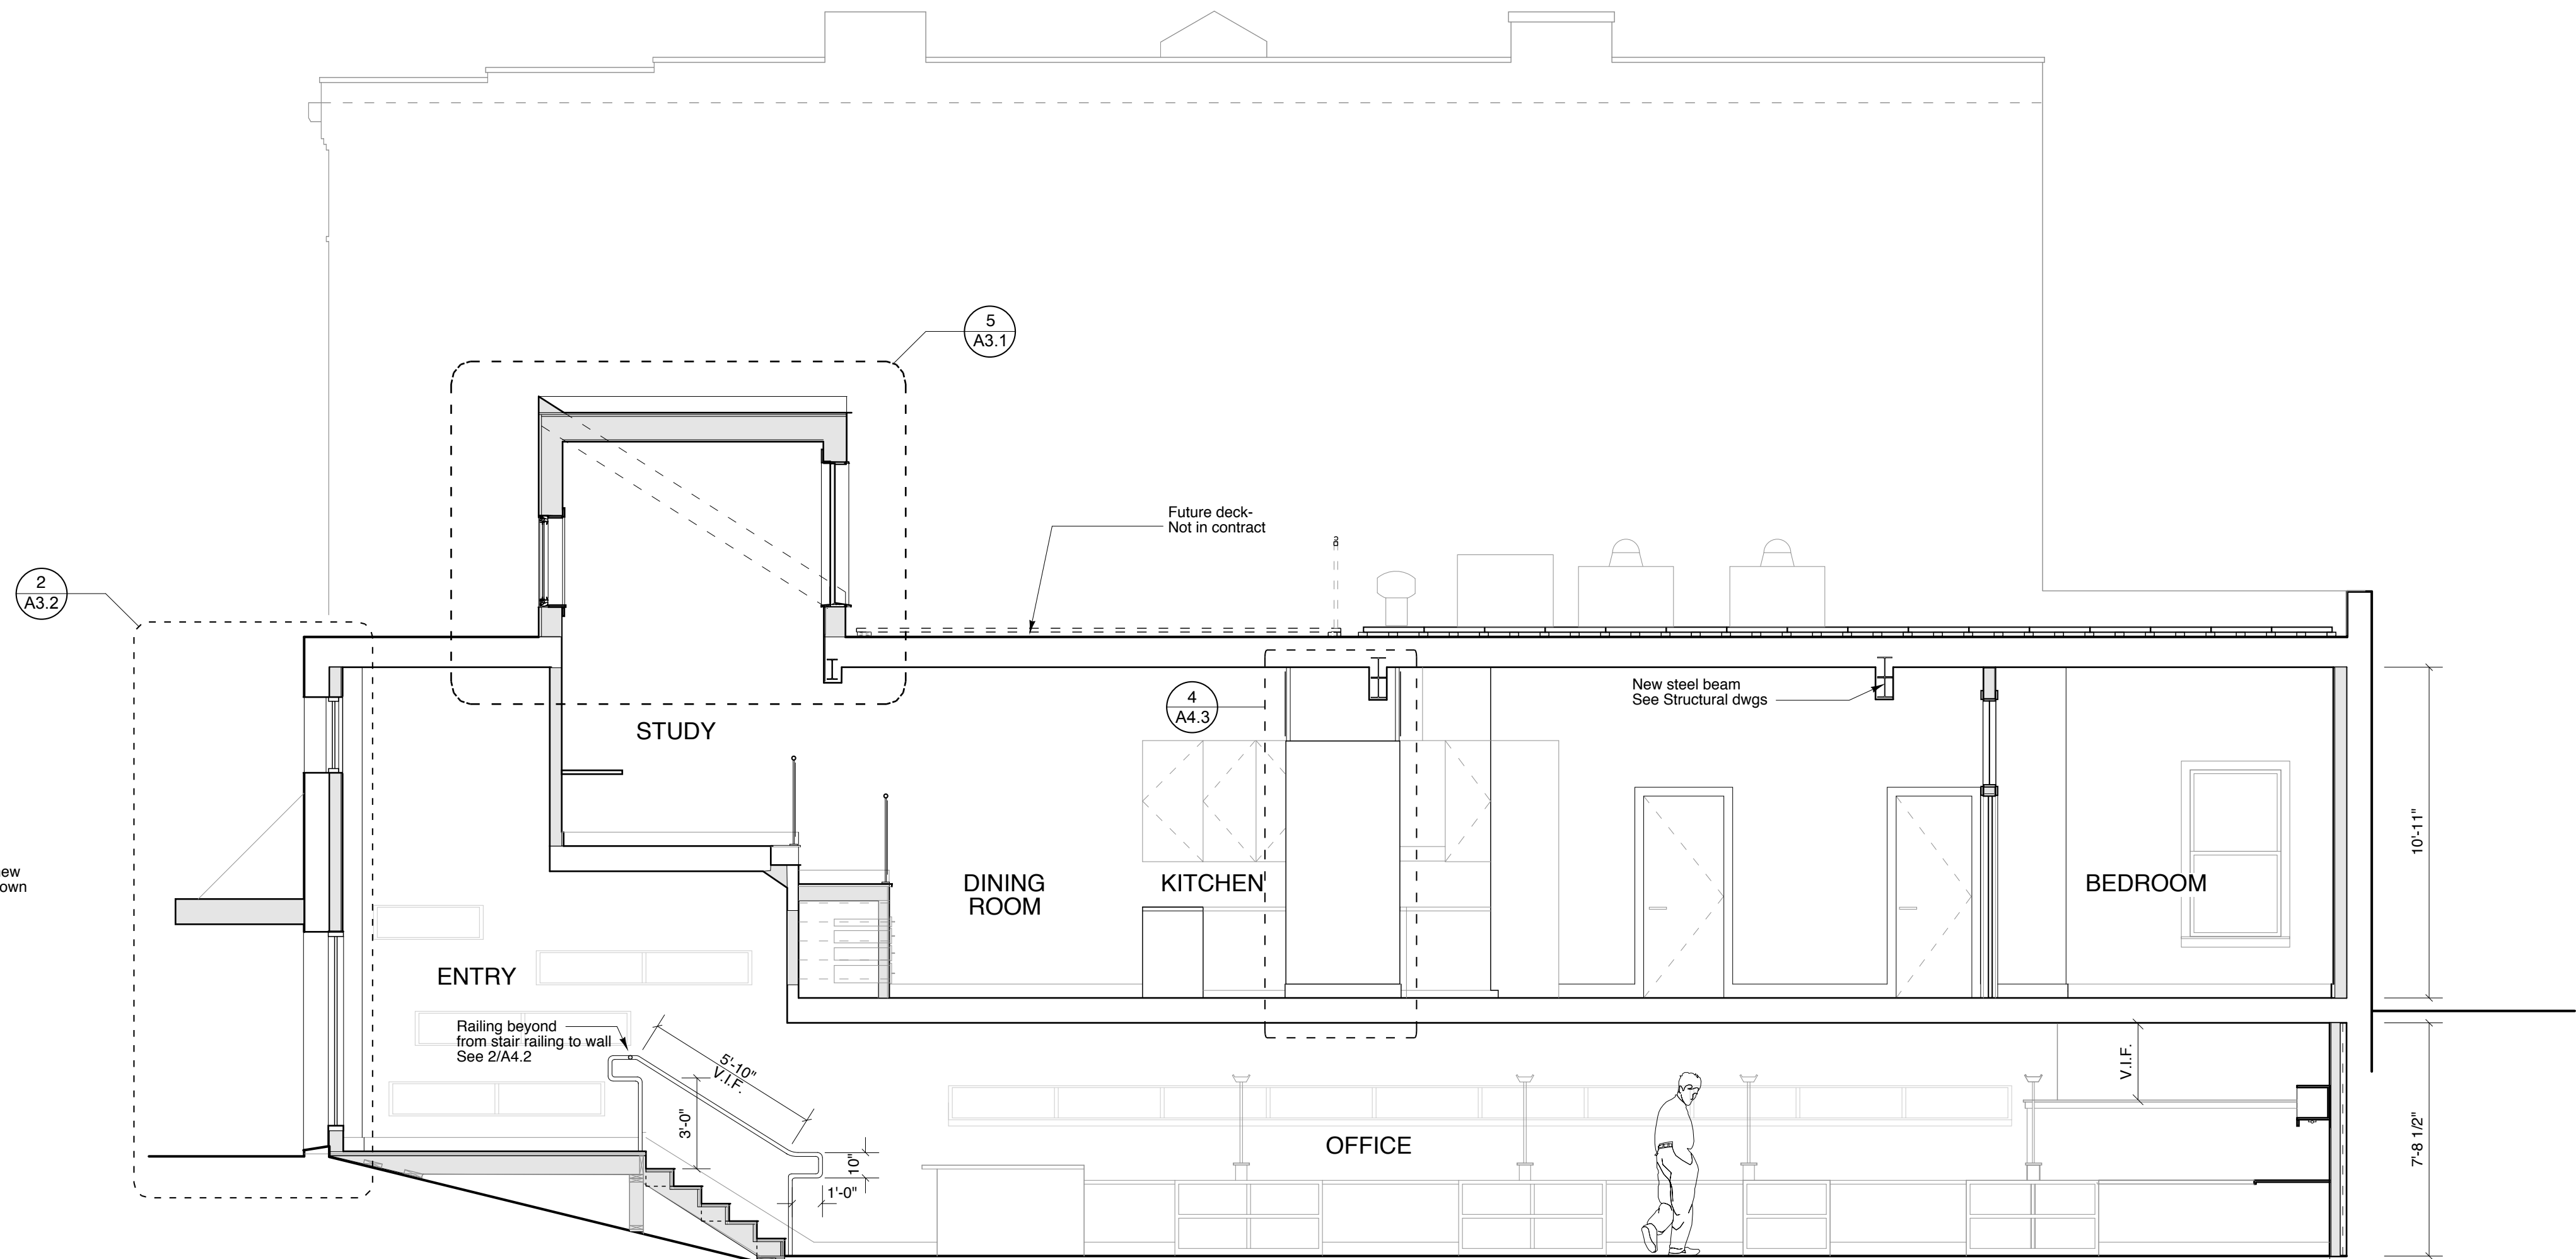 5
A3.1
Future deck-
Not in contract
2
A3.2
4
A4.3
New steel beam
See Structural dwgs
STUDY
10'-11"
DINING
ROOM
KITCHEN
BEDROOM
own
ENTRY
Railing beyond
from stair railing to wall
See 2/A4.2
5'-10"
V.I.F.
3'-0"
10"
1'-0"
OFFICE
V.I.F.
7'-8 1/2"